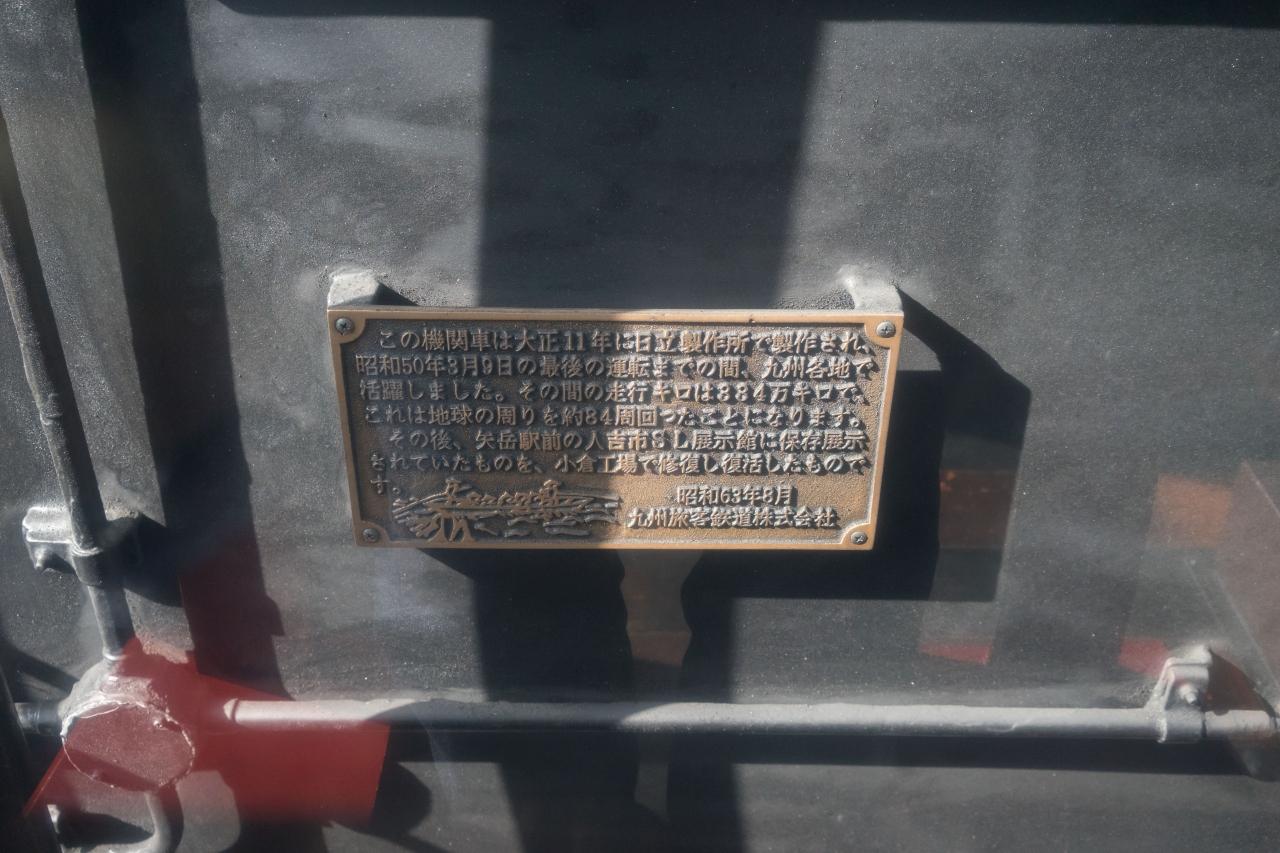 この機関車は大正11年に日立製作所で製作され、
昭和50年3月9日の最後の運転までの間、九州各地で
活躍しました。その間の走行キロは334万キロで、
これは地球の周りを約84周回ったことになります。
その後、矢岳駅前の人吉市SL展示館に保存展示
されていたものを、小倉工場で修復し復活したもので
す。
昭和63年8月
九州旅客鉄道株式会社